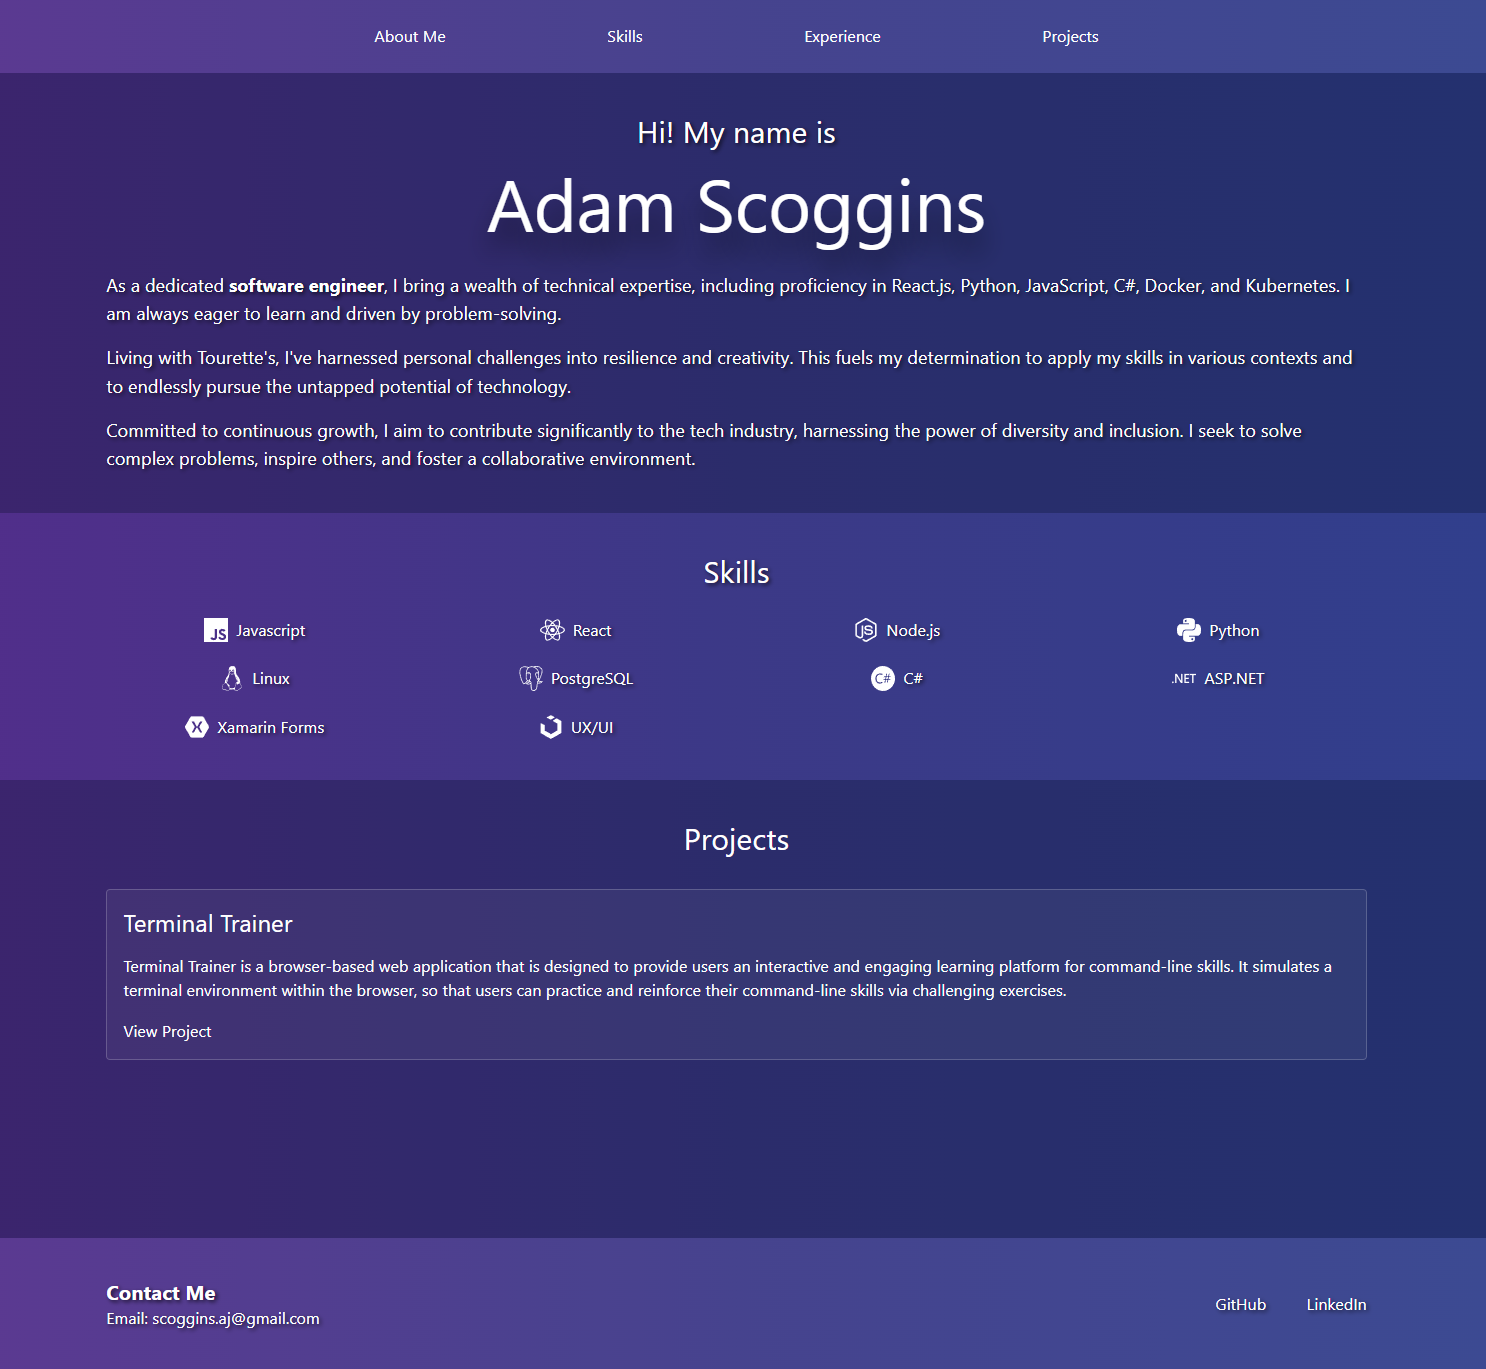 About Me Skills Experience Projects
Hi! My name is
Adam Scoggins
As a dedicated software engineer, I bring a wealth of technical expertise, including proficiency in React.js, Python, JavaScript, C#, Docker, and Kubernetes. I
am always eager to learn and driven by problem-solving.
Living with Tourette's, I've harnessed personal challenges into resilience and creativity. This fuels my determination to apply my skills in various contexts and
to endlessly pursue the untapped potential of technology.
Committed to continuous growth, I aim to contribute significantly to the tech industry, harnessing the power of diversity and inclusion. I seek to solve
complex problems, inspire others, and foster a collaborative environment.
Skills
JS Javascript React JS Node.js Python
Linux PostgreSQL C# C# .NET ASP.NET
X Xamarin Forms UX/UI
Projects
Terminal Trainer
Terminal Trainer is a browser-based web application that is designed to provide users an interactive and engaging learning platform for command-line skills. It simulates a
terminal environment within the browser, so that users can practice and reinforce their command-line skills via challenging exercises.
View Project
Contact Me
Email: scoggins.aj@gmail.com
GitHub LinkedIn